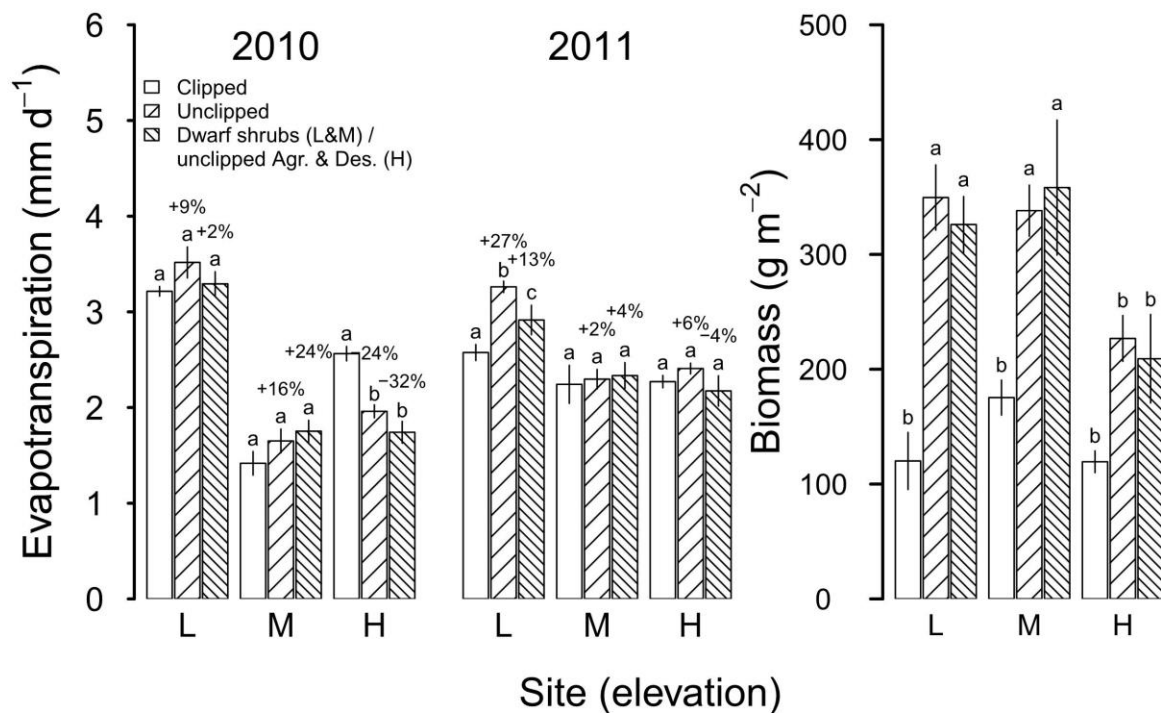 6
5
4
3
2
1
0
Evapotranspiration (mm d−1)
2010
2011
Clipped
Unclipped
Dwarf shrubs (L&M) /
unclipped Agr. & Des. (H)
+9%
+2%
a
a
a
+16%
+24%
a
a
a
a
−24%
−32%
b
b
+27%
+13%
a
b
c
+2%
+4%
a
a
a
+6%
−4%
a
a
a
L
M
H
L
M
H
500
400
300
200
100
0
Biomass (g m−2)
b
a
a
b
a
a
b
b
b
L
M
H
Site (elevation)